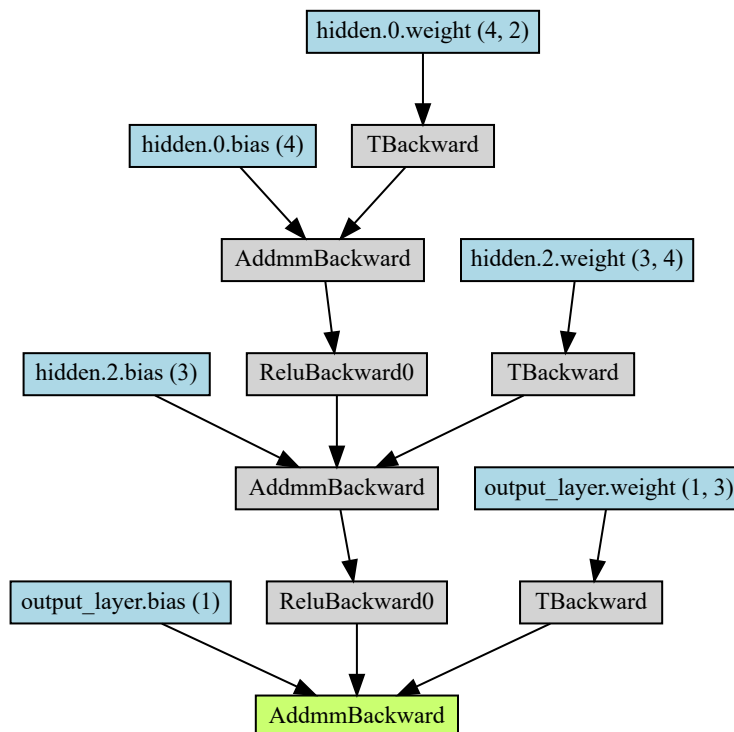 hidden.0.weight (4, 2)
hidden.0.bias (4)
TBackward
AddmmBackward
hidden.2.weight (3, 4)
hidden.2.bias (3)
ReluBackward0
TBackward
AddmmBackward
output_layer.weight (1, 3)
output_layer.bias (1)
ReluBackward0
TBackward
AddmmBackward